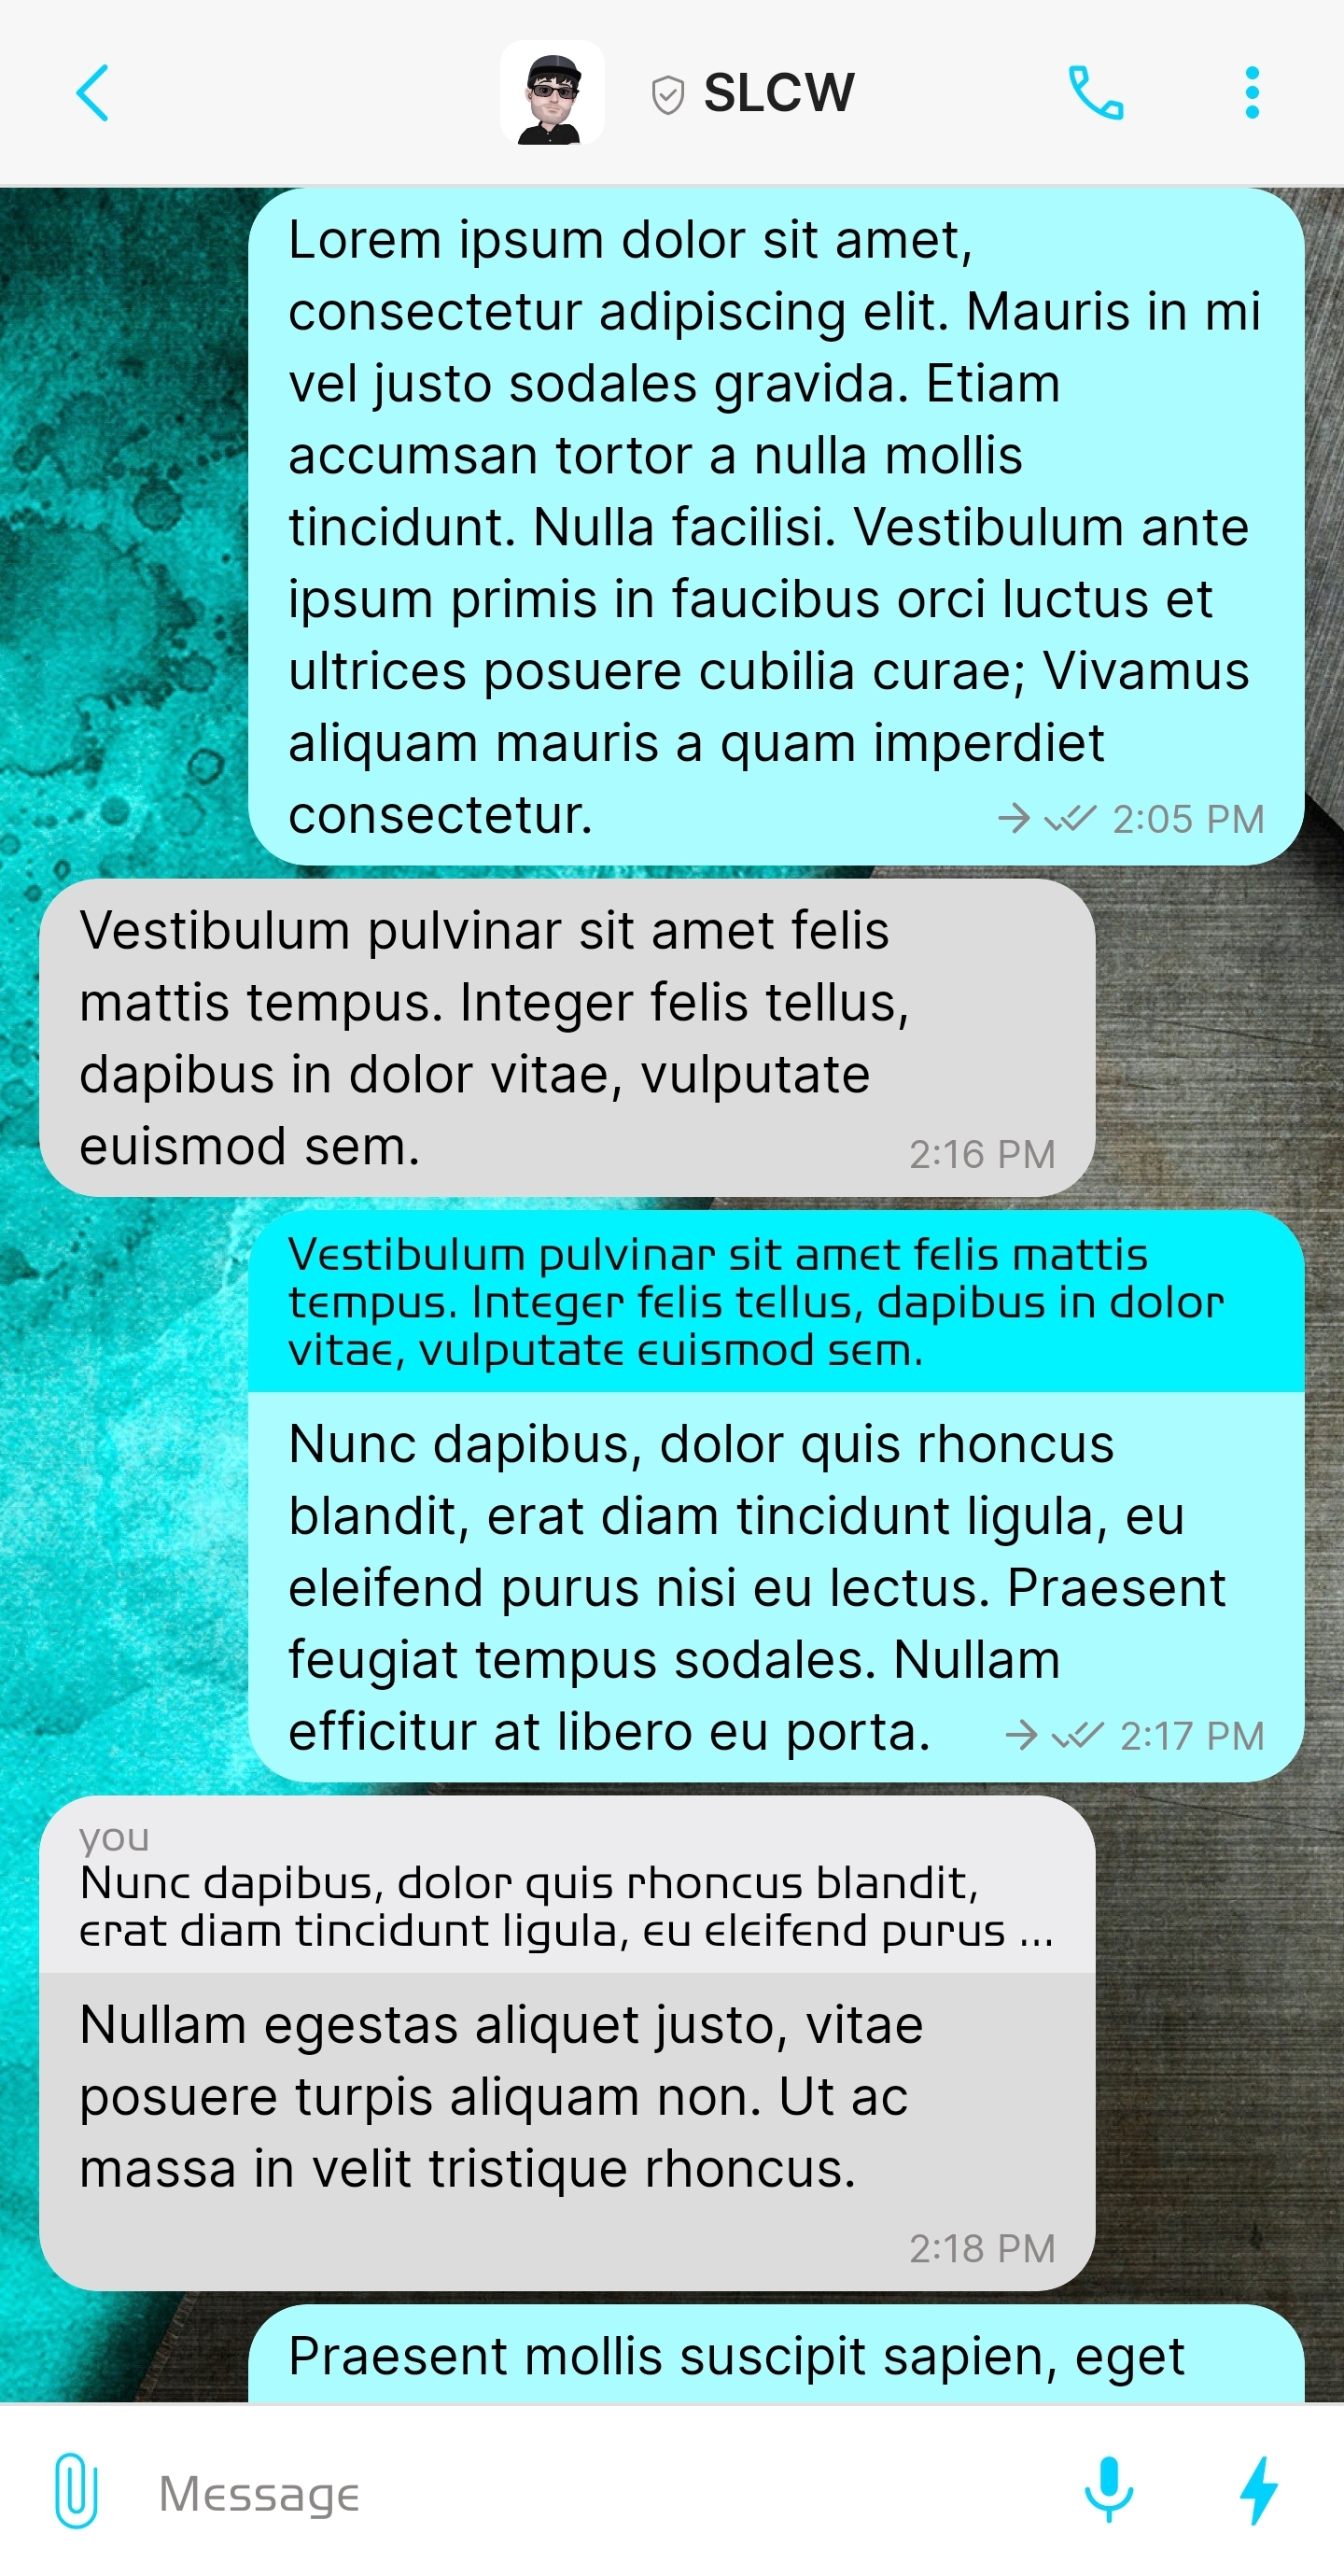 SLCW
Lorem ipsum dolor sit amet,
consectetur adipiscing elit. Mauris in mi
vel justo sodales gravida. Etiam
accumsan tortor a nulla mollis
tincidunt. Nulla facilisi. Vestibulum ante
ipsum primis in faucibus orci luctus et
ultrices posuere cubilia curae; Vivamus
aliquam mauris a quam imperdiet
consectetur.
2:05 PM
Vestibulum pulvinar sit amet felis
mattis tempus. Integer felis tellus,
dapibus in dolor vitae, vulputate
euismod sem.
2:16 PM
Vestibulum pulvinar sit amet felis mattis
tempus. Integer felis tellus, dapibus in dolor
vitae, vulputate euismod sem.
Nunc dapibus, dolor quis rhoncus
blandit, erat diam tincidunt ligula, eu
eleifend purus nisi eu lectus. Praesent
feugiat tempus sodales. Nullam
efficitur at libero eu porta.
2:17 PM
you
Nunc dapibus, dolor quis rhoncus blandit,
erat diam tincidunt ligula, eu eleifend purus ...
Nullam egestas aliquet justo, vitae
posuere turpis aliquam non. Ut ac
massa in velit tristique rhoncus.
2:18 PM
Praesent mollis suscipit sapien, eget
Message